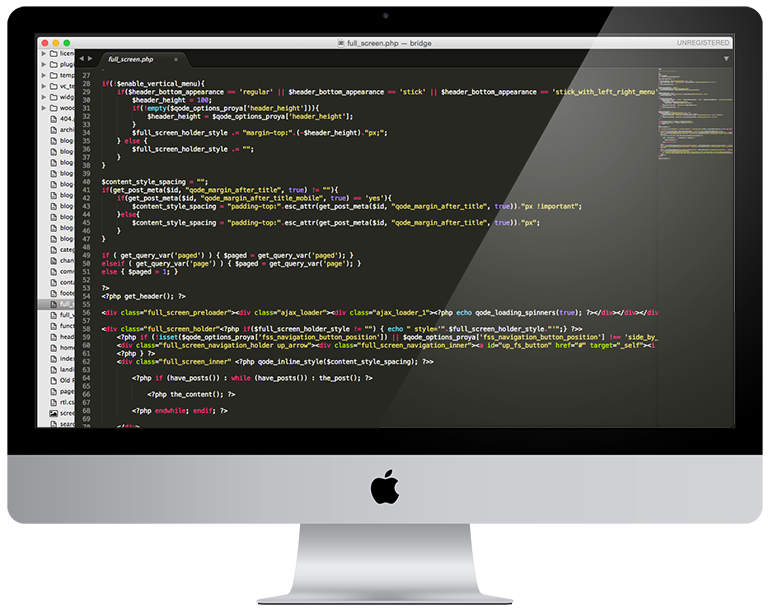 full_screen.php — bridge
UNREGISTERED
full_screen.php
licen
plugi
temp
vc_te
widg
wood
404.p
archi
blog
blog
blog
blog
blog
blog
blog
blog
categ
chan
comm
conta
foote
full_s
full_v
funct
head
home
index
landi
Old P
page
rtl.cs
scree
searc
27
28 if(!$enable_vertical_menu){
29 if($header_bottom_appearance == 'regular' || $header_bottom_appearance == 'stick' || $header_bottom_appearance == 'stick_with_left_right_menu'
30 $header_height = 100;
31 if(!empty($qode_options_proya['header_height'])){
32 $header_height = $qode_options_proya['header_height'];
33 }
34 $full_screen_holder_style .= "margin-top:".(-$header_height)."px;";
35 } else {
36 $full_screen_holder_style .= "";
37 }
38 }
39
40 $content_style_spacing = "";
41 if(get_post_meta($id, "qode_margin_after_title", true) != ""){
42 if(get_post_meta($id, "qode_margin_after_title_mobile", true) == 'yes'){
43 $content_style_spacing = "padding-top:".esc_attr(get_post_meta($id, "qode_margin_after_title", true))."px !important";
44 }else{
45 $content_style_spacing = "padding-top:".esc_attr(get_post_meta($id, "qode_margin_after_title", true))."px";
46 }
47 }
48
49 if ( get_query_var('paged') ) { $paged = get_query_var('paged'); }
50 elseif ( get_query_var('page') ) { $paged = get_query_var('page'); }
51 else { $paged = 1; }
52
53 ?>
54 <?php get_header(); ?>
55
56 <div class="full_screen_preloader"><div class="ajax_loader"><div class="ajax_loader_1"><?php echo qode_loading_spinners(true); ?></div></div></div
57
58 <div class="full_screen_holder"<?php if($full_screen_holder_style != "") { echo " style='".$full_screen_holder_style."'";} ?>>
59 <?php if (!isset($qode_options_proya['fss_navigation_button_position']) || $qode_options_proya['fss_navigation_button_position'] !== 'side_by_
60 <div class="full_screen_navigation_holder up_arrow"><div class="full_screen_navigation_inner"><a id="up_fs_button" href="#" target="_self"><i
61 <?php } ?>
62 <div class="full_screen_inner" <?php qode_inline_style($content_style_spacing); ?>>
63
64 <?php if (have_posts()) : while (have_posts()) : the_post(); ?>
65
66 <?php the_content(); ?>
67
68 <?php endwhile; endif; ?>
69
70 </div>